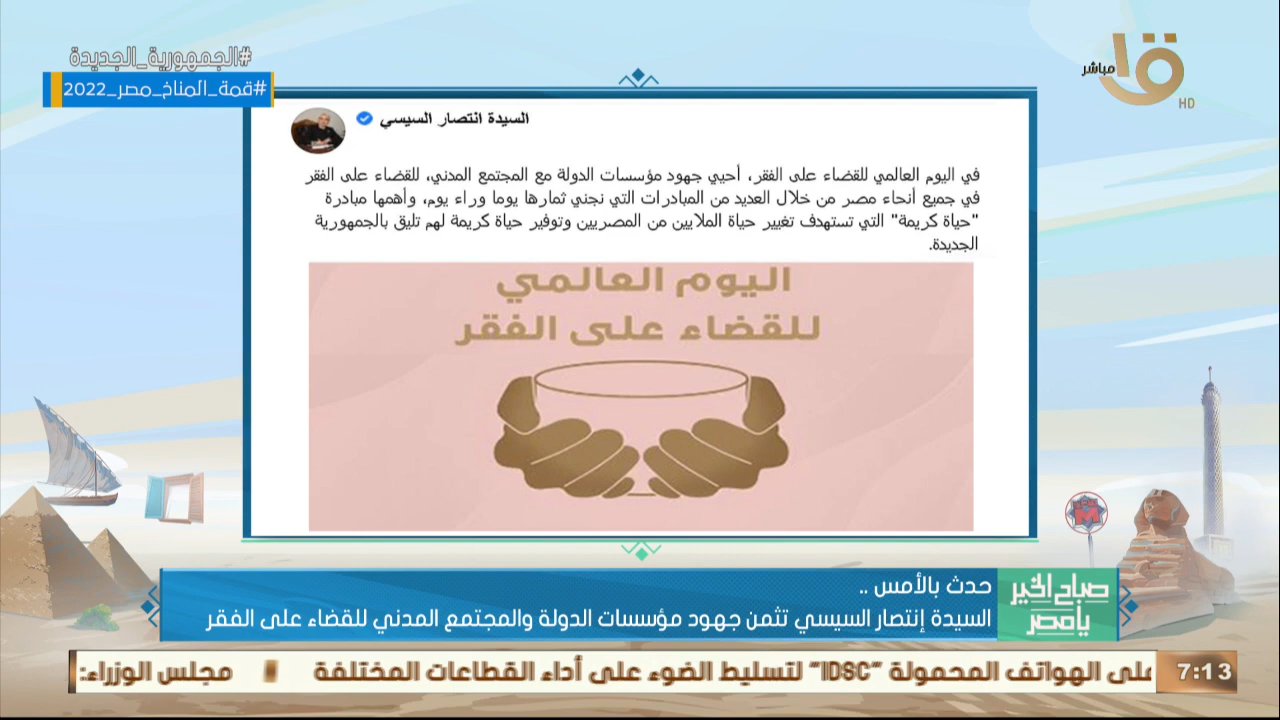 #الجمهورية_الجديدة
#قمة_المناخ_مصر_2022
مباشر
HD
السيدة انتصار السيسي
في اليوم العالمي للقضاء على الفقر، أحيي جهود مؤسسات الدولة مع المجتمع المدني، للقضاء على الفقر
في جميع أنحاء مصر من خلال العديد من المبادرات التي نجني ثمارها يوما وراء يوم، وأهمها مبادرة
"حياة كريمة" التي تستهدف تغيير حياة الملايين من المصريين وتوفير حياة كريمة لهم تليق بالجمهورية
الجديدة.
اليوم العالمي
للقضاء على الفقر
صباح الخير
يا مصر
حدث بالأمس ..
السيدة إنتصار السيسي تثمن جهود مؤسسات الدولة والمجتمع المدني للقضاء على الفقر
7:13
على الهواتف المحمولة "IDSC" لتسليط الضوء على أداء القطاعات المختلفة
مجلس الوزراء: